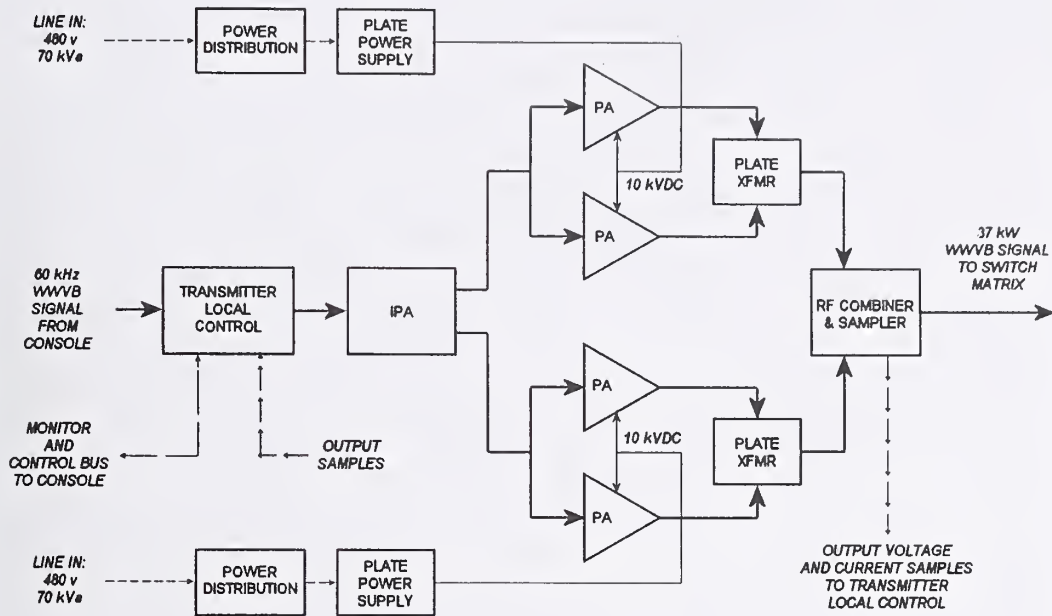 LINE IN:
480 v
70 kVa
POWER
DISTRIBUTION
PLATE
POWER
SUPPLY
PA
10 kVDC
PA
PLATE
XFMR
60 kHz
WWVB
SIGNAL
FROM
CONSOLE
TRANSMITTER
LOCAL
CONTROL
IPA
RF COMBINER
& SAMPLER
37 kW
WWVB SIGNAL
TO SWITCH
MATRIX
MONITOR
AND
CONTROL BUS
TO CONSOLE
OUTPUT
SAMPLES
PA
10 kVDC
PA
PLATE
XFMR
LINE IN:
480 v
70 kVa
POWER
DISTRIBUTION
PLATE
POWER
SUPPLY
OUTPUT VOLTAGE
AND CURRENT SAMPLES
TO TRANSMITTER
LOCAL CONTROL